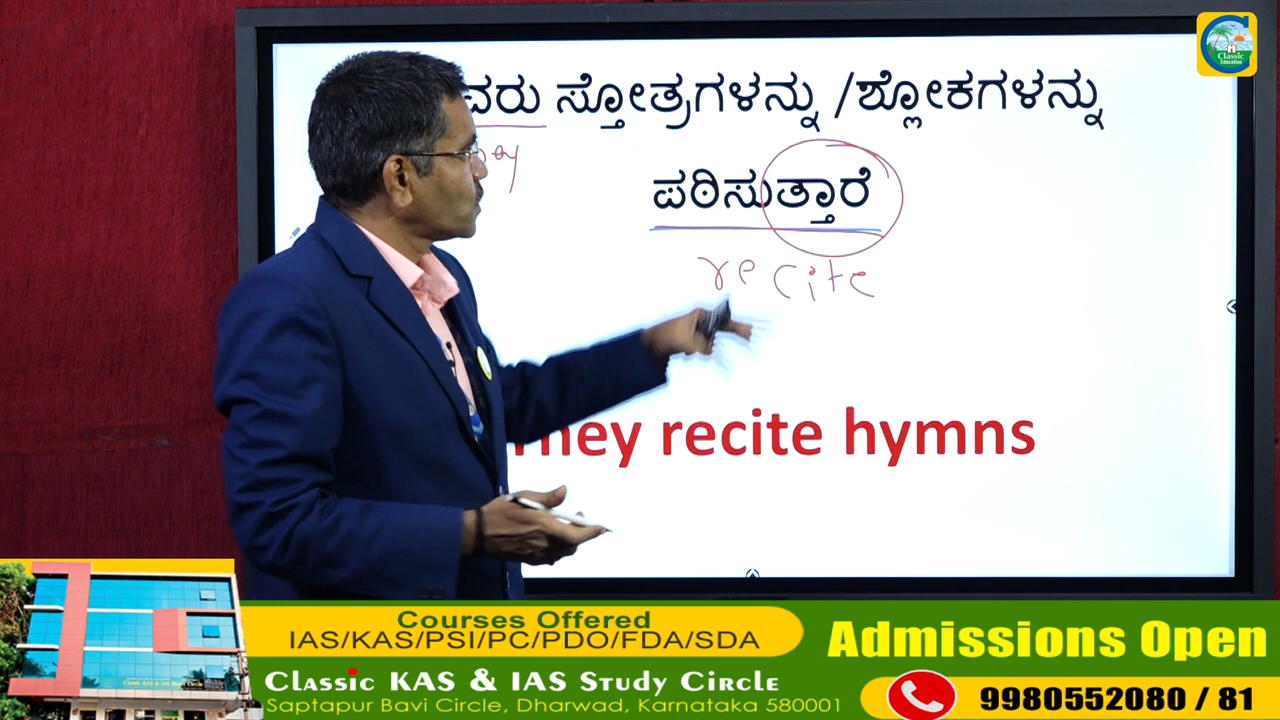 ವರು ಸ್ತೋತ್ರಗಳನ್ನು /ಶ್ಲೋಕಗಳನ್ನು
ಪಠಿಸುತ್ತಾರೆ
recite
hey recite hymns
Classic
Education
Courses Offered
IAS/KAS/PSI/PC/PDO/FDA/SDA
Classic KAS & IAS Study Circle
Saptapur Bavi Circle, Dharwad, Karnataka 580001
Admissions Open
9980552080 / 81